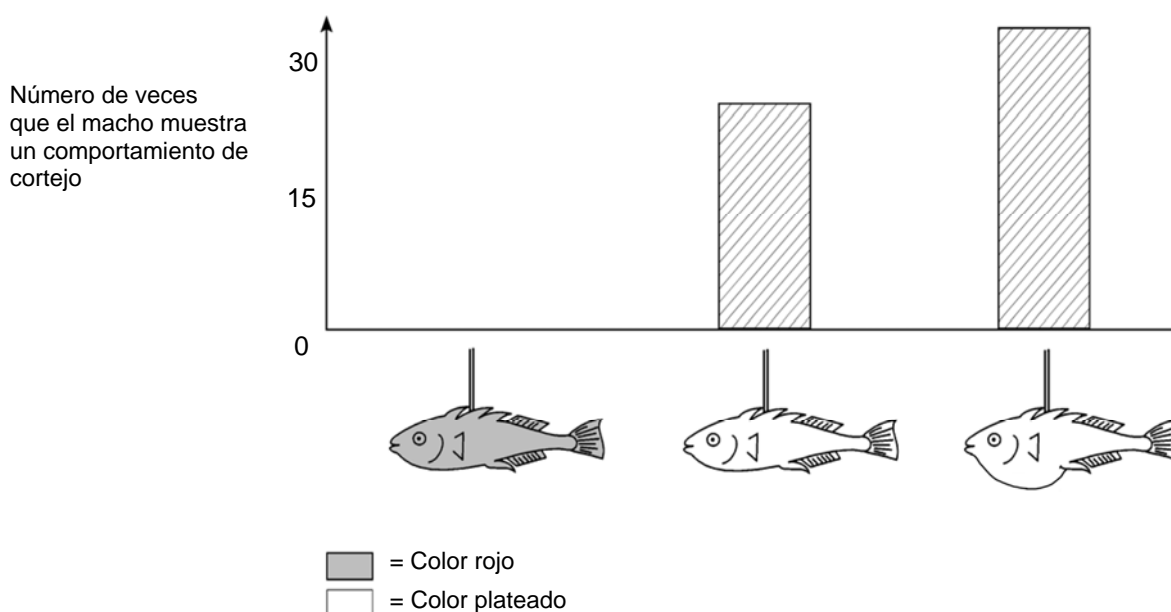 30
Número de veces
que el macho muestra
un comportamiento de
cortejo
15
0
= Color rojo
= Color plateado